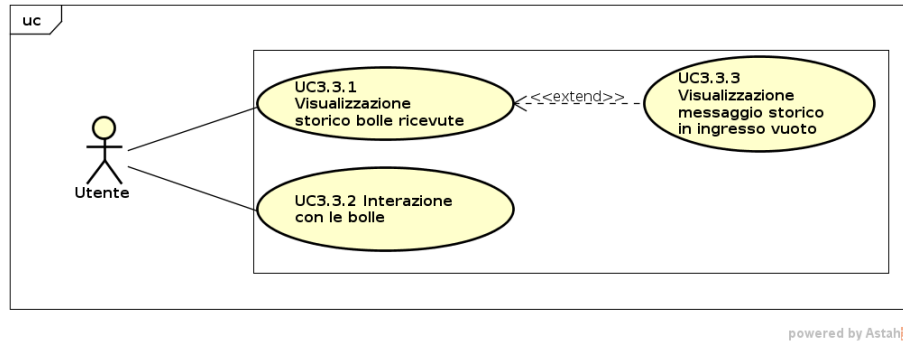 uc
UC3.3.1
Visualizzazione
storico bolle ricevute
<<extend>>
UC3.3.3
Visualizzazione
messaggio storico
in ingresso vuoto
Utente
UC3.3.2 Interazione
con le bolle
powered by Astah